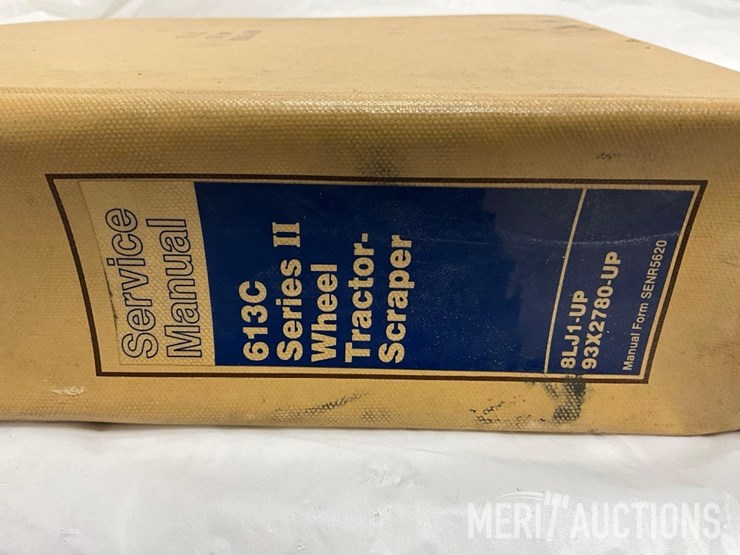 Service
Manual
613C
Series II
Wheel
Tractor-
Scraper
8LJ1-UP
93X2780-UP
Manual Form SENR5620
MERIT AUCTIONS